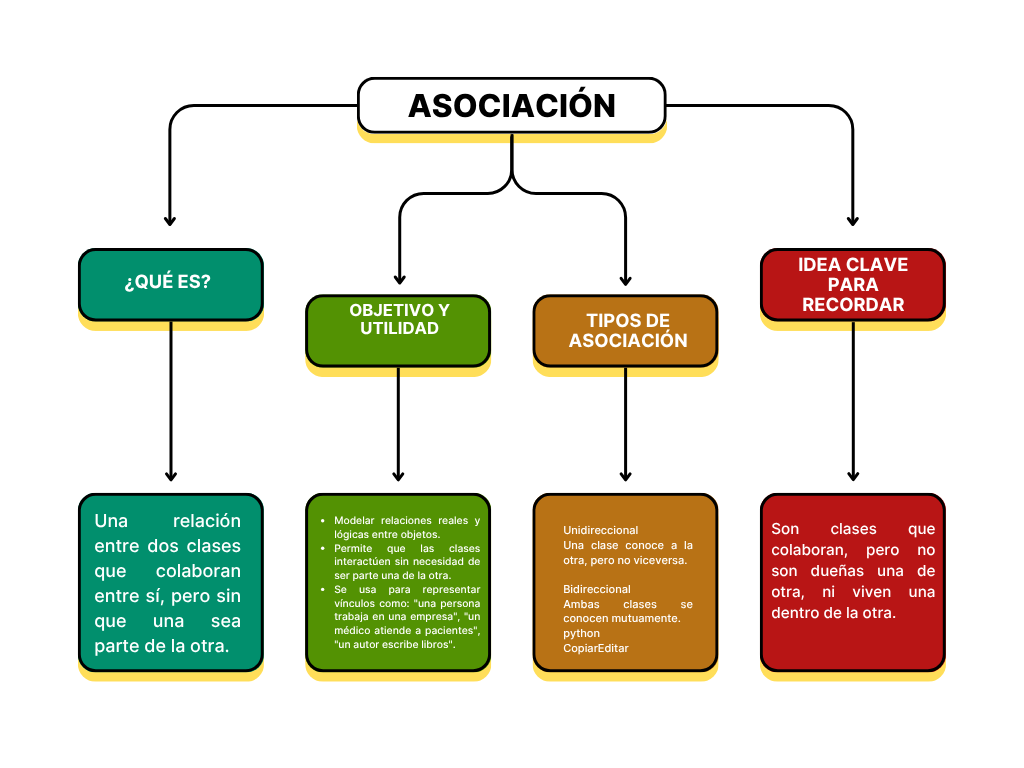 ASOCIACIÓN
¿QUÉ ES?
Una relación
entre dos clases
que colaboran
entre sí, pero sin
que una sea
parte de la otra.
OBJETIVO Y
UTILIDAD
• Modelar relaciones reales y
lógicas entre objetos.
• Permite que las clases
interactúen sin necesidad de
ser parte una de la otra.
• Se usa para representar
vínculos como: "una persona
trabaja en una empresa", "un
médico atiende a pacientes",
"un autor escribe libros".
TIPOS DE
ASOCIACIÓN
Unidireccional
Una clase conoce a la
otra, pero no viceversa.
Bidireccional
Ambas clases se
conocen mutuamente.
python
CopiarEditar
IDEA CLAVE
PARA
RECORDAR
Son clases que
colaboran, pero no
son dueñas una de
otra, ni viven una
dentro de la otra.